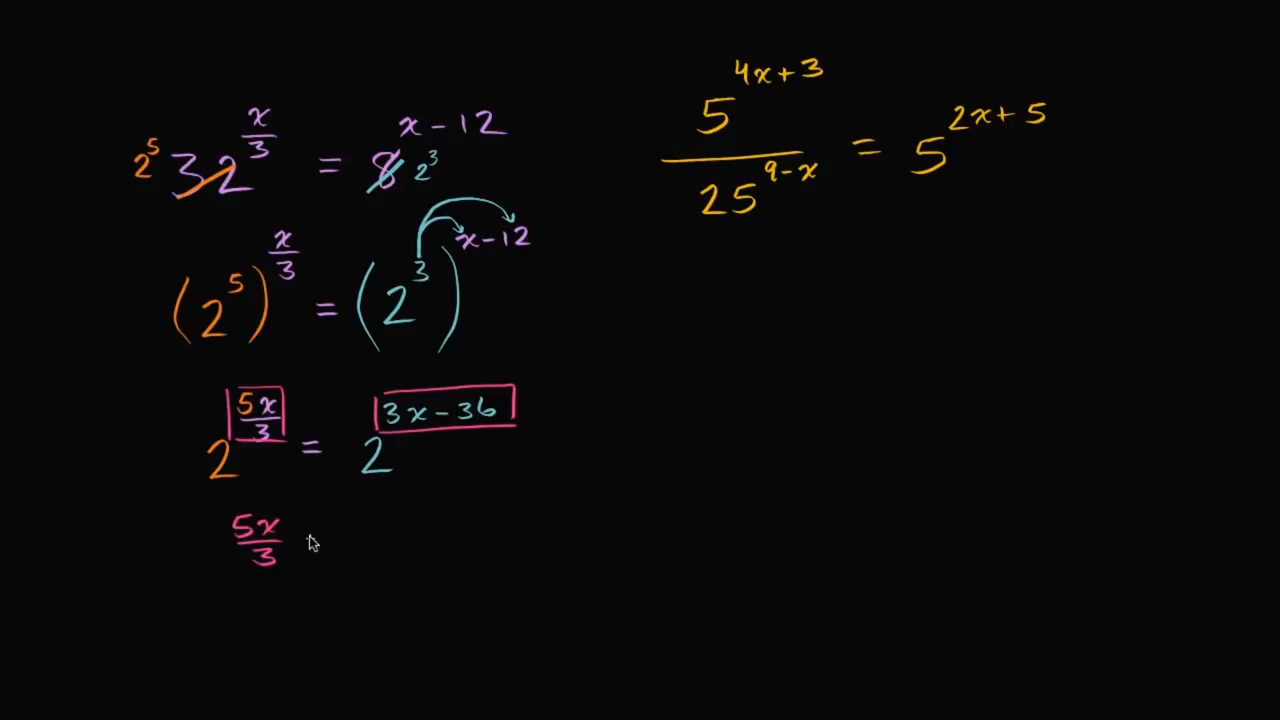 2^5 32^(x/3) = 8^(x-12) 2^3
(2^5)^(x/3) = (2^3)^(x-12)
2^(5x/3) = 2^(3x-36)
5x/3
5^(4x+3)/25^(9-x) = 5^(2x+5)